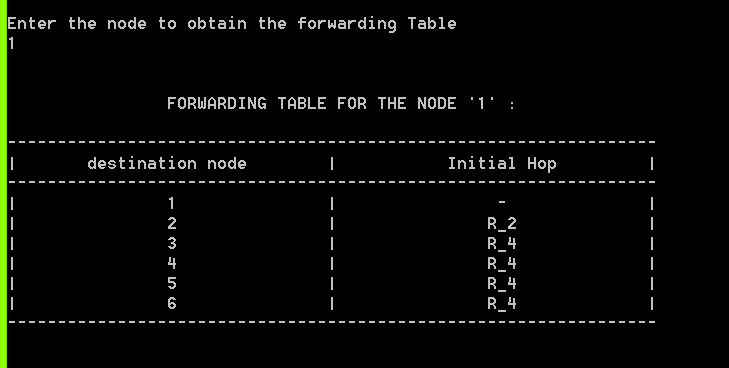 Enter the node to obtain the forwarding Table
1
FORWARDING TABLE FOR THE NODE '1' :
---------------------------------------------------------------
| destination node | Initial Hop |
---------------------------------------------------------------
| 1 | - |
| 2 | R_2 |
| 3 | R_4 |
| 4 | R_4 |
| 5 | R_4 |
| 6 | R_4 |
---------------------------------------------------------------